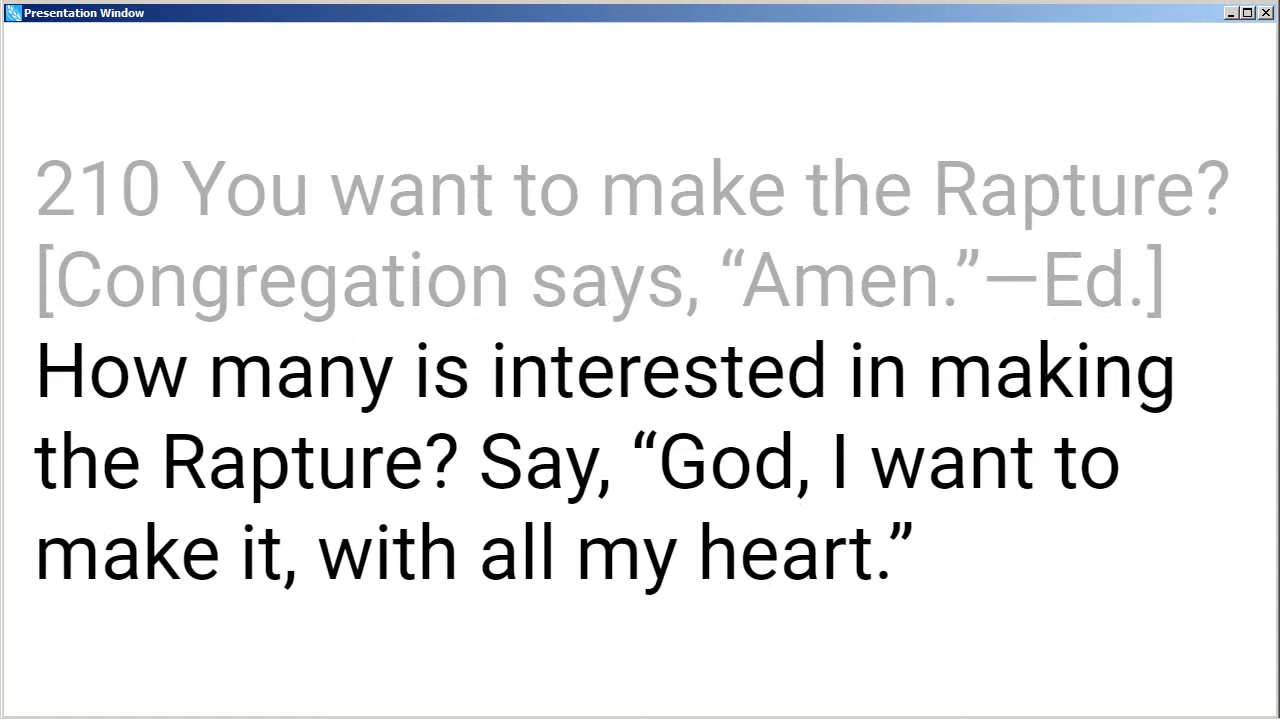 Presentation Window
210 You want to make the Rapture?
[Congregation says, “Amen.”—Ed.]
How many is interested in making
the Rapture? Say, “God, I want to
make it, with all my heart.”